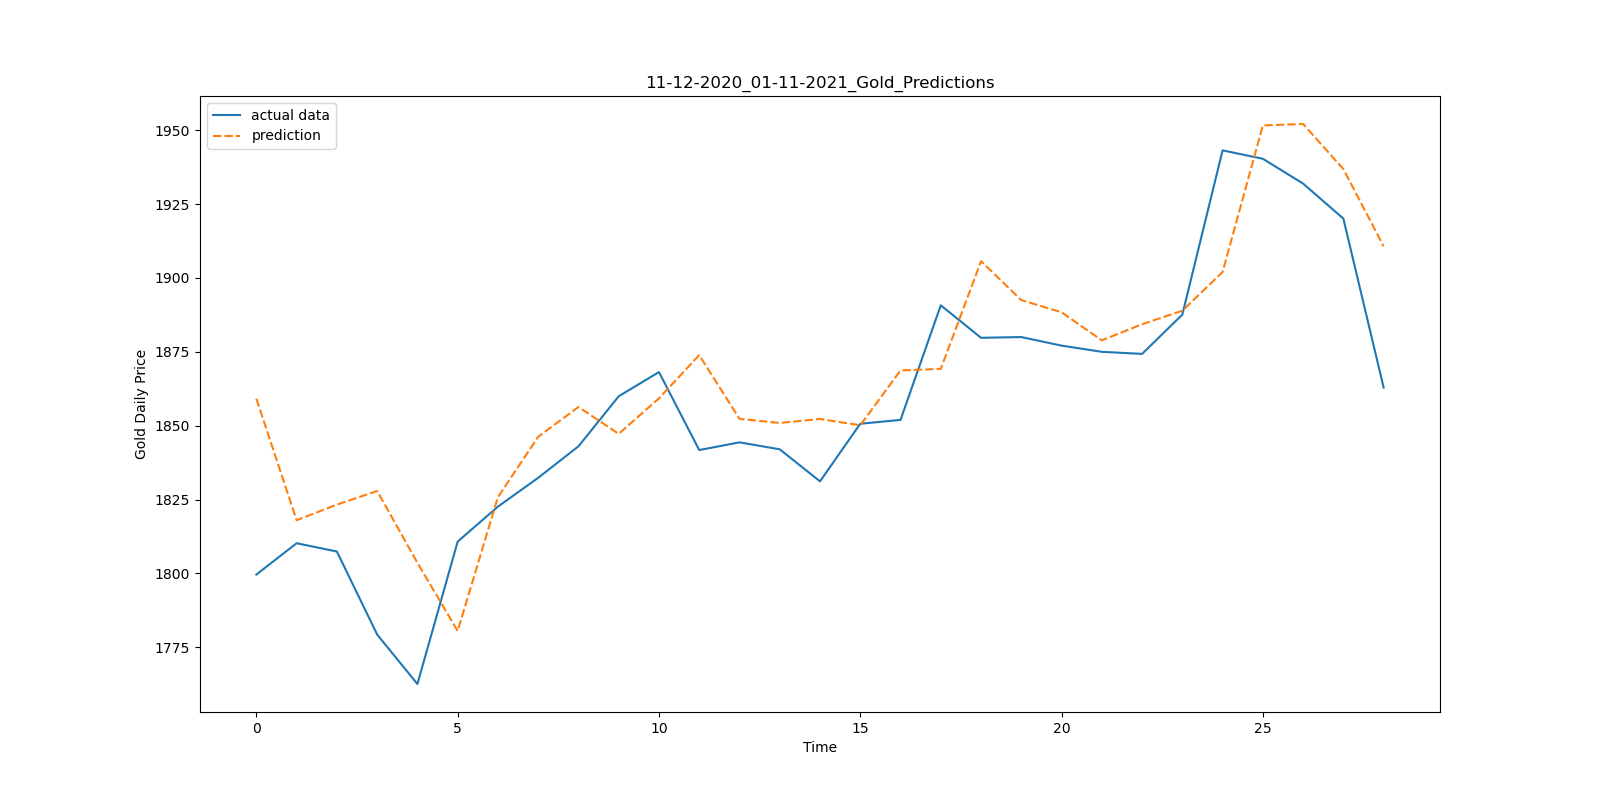 11-12-2020_01-11-2021_Gold_Predictions
actual data
prediction
1950
1925
1900
1875
1850
1825
1800
1775
Gold Daily Price
0 5 10 15 20 25
Time